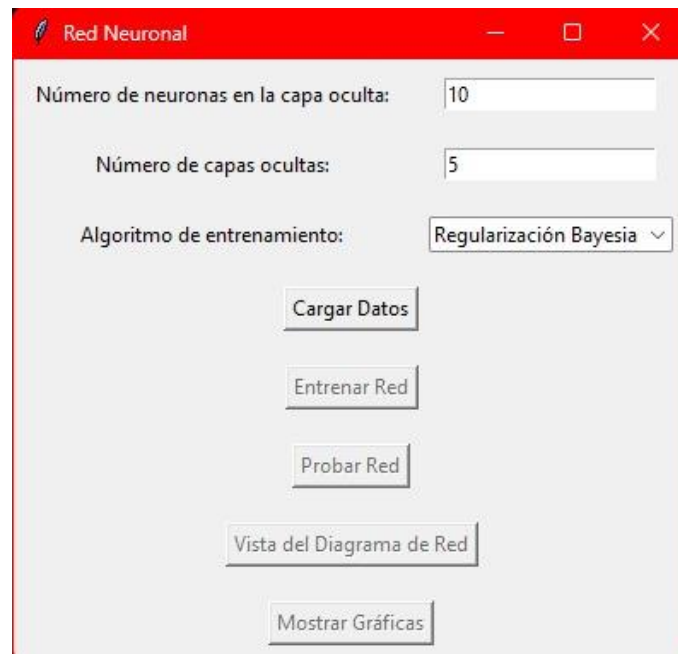 Red Neuronal
Número de neuronas en la capa oculta: 10
Número de capas ocultas: 5
Algoritmo de entrenamiento: Regularización Bayesia
Cargar Datos
Entrenar Red
Probar Red
Vista del Diagrama de Red
Mostrar Gráficas